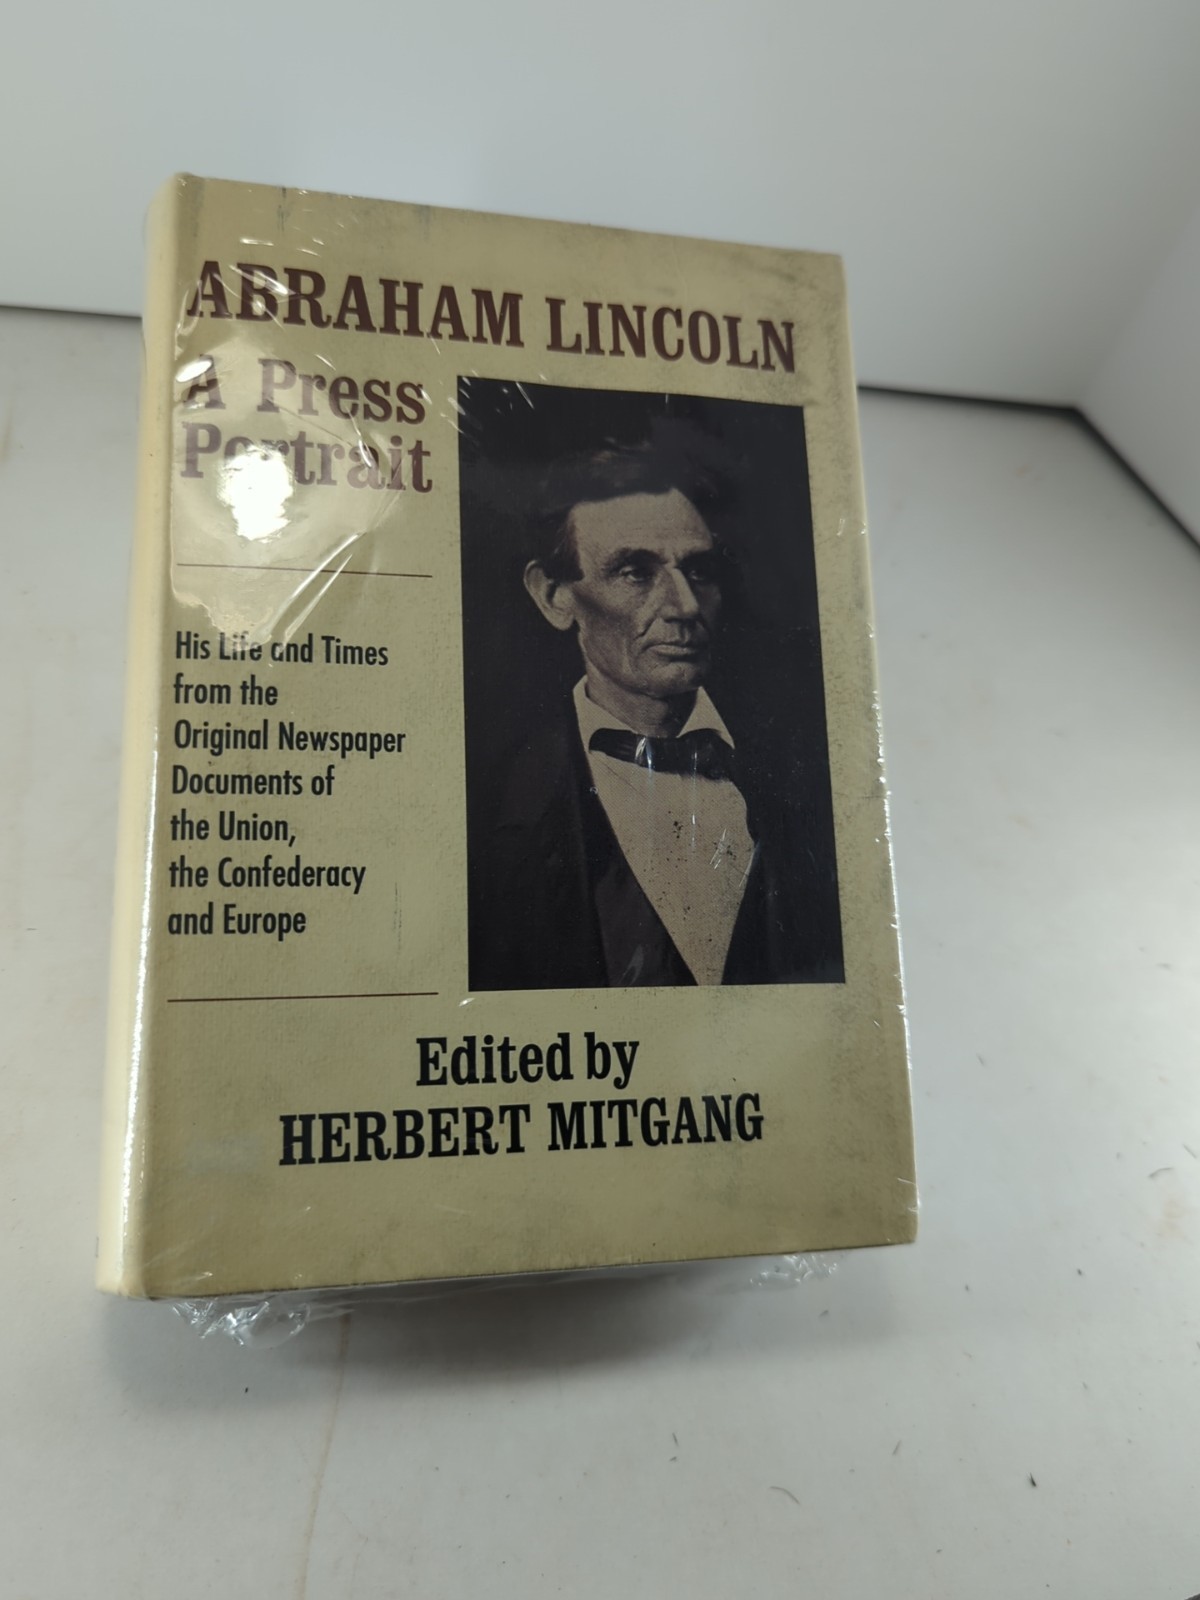 ABRAHAM LINCOLN
A Press
Portrait
His Life and Times
from the
Original Newspaper
Documents of
the Union,
the Confederacy
and Europe
Edited by
HERBERT MITGANG